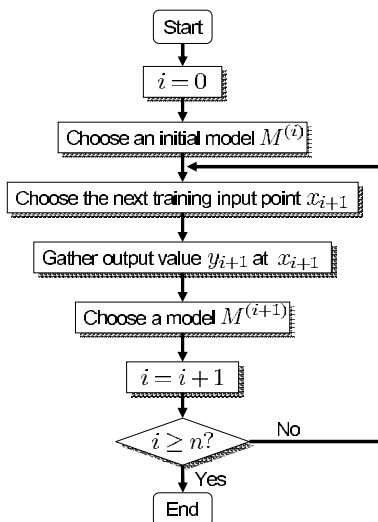 Start
i = 0
Choose an initial model M^(i)
Choose the next training input point x_{i+1}
Gather output value y_{i+1} at x_{i+1}
Choose a model M^(i+1)
i = i + 1
i ≥ n?
No
Yes
End